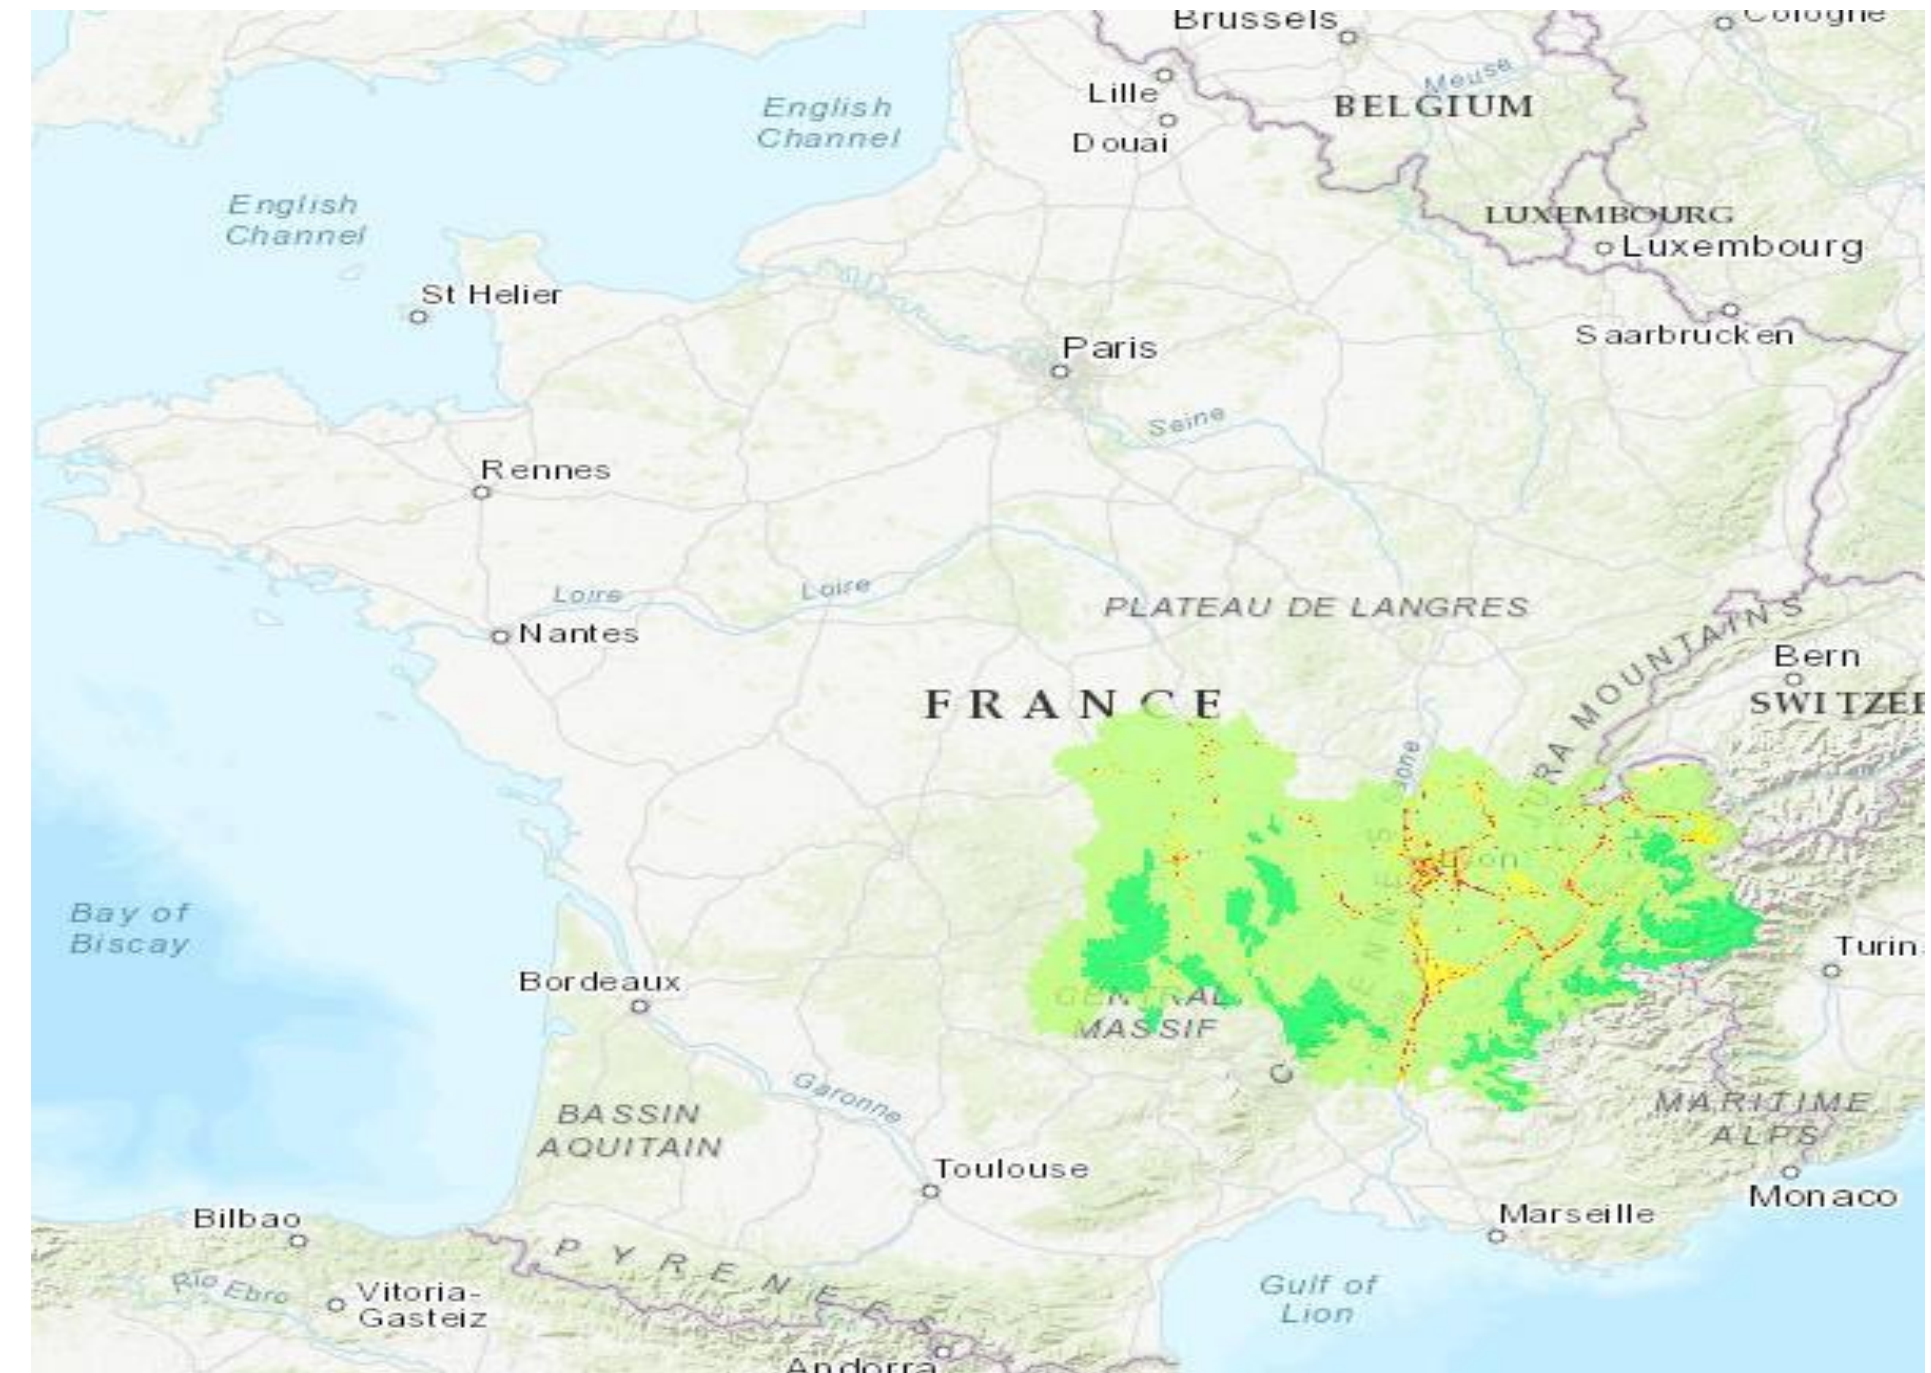 Brussels
Cologne
Lille
Meuse
English
Channel
BELGIUM
Douai
English
Channel
LUXEMBOURG
Luxembourg
St Helier
Saarbrucken
Paris
Seine
Rennes
Loire
Loire
PLATEAU DE LANGRES
Nantes
Bern
FRANCE
SWITZE
JURA MOUNTAINS
Lyon
Bay of
Biscay
Turin
Bordeaux
CENTRAL
MASSIF
Garonne
BASSIN
AQUITAIN
MARITIME
ALPS
Toulouse
Monaco
Bilbao
Marseille
PYRENEES
Rio Ebro
Vitoria-
Gasteiz
Gulf of
Lion
Andorra